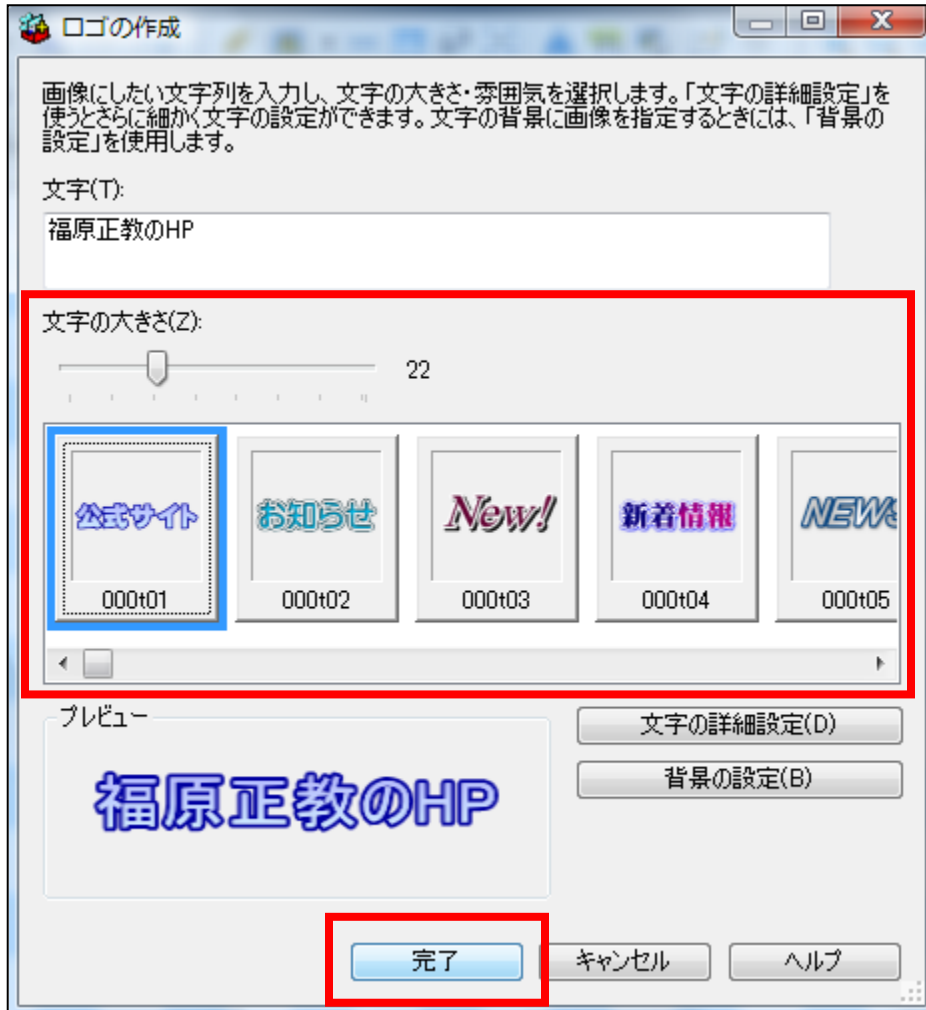 ロゴの作成
画像にしたい文字列を入力し、文字の大きさ・雰囲気を選択します。「文字の詳細設定」を
使うとさらに細かく文字の設定ができます。文字の背景に画像を指定するときには、「背景の
設定」を使用します。
文字(T):
福原正教のHP
文字の大きさ(Z):
22
公式サイト お知らせ New! 新着情報 NEWS
000t01 000t02 000t03 000t04 000t05
プレビュー
文字の詳細設定(D)
背景の設定(B)
福原正教のHP
完了 キャンセル ヘルプ